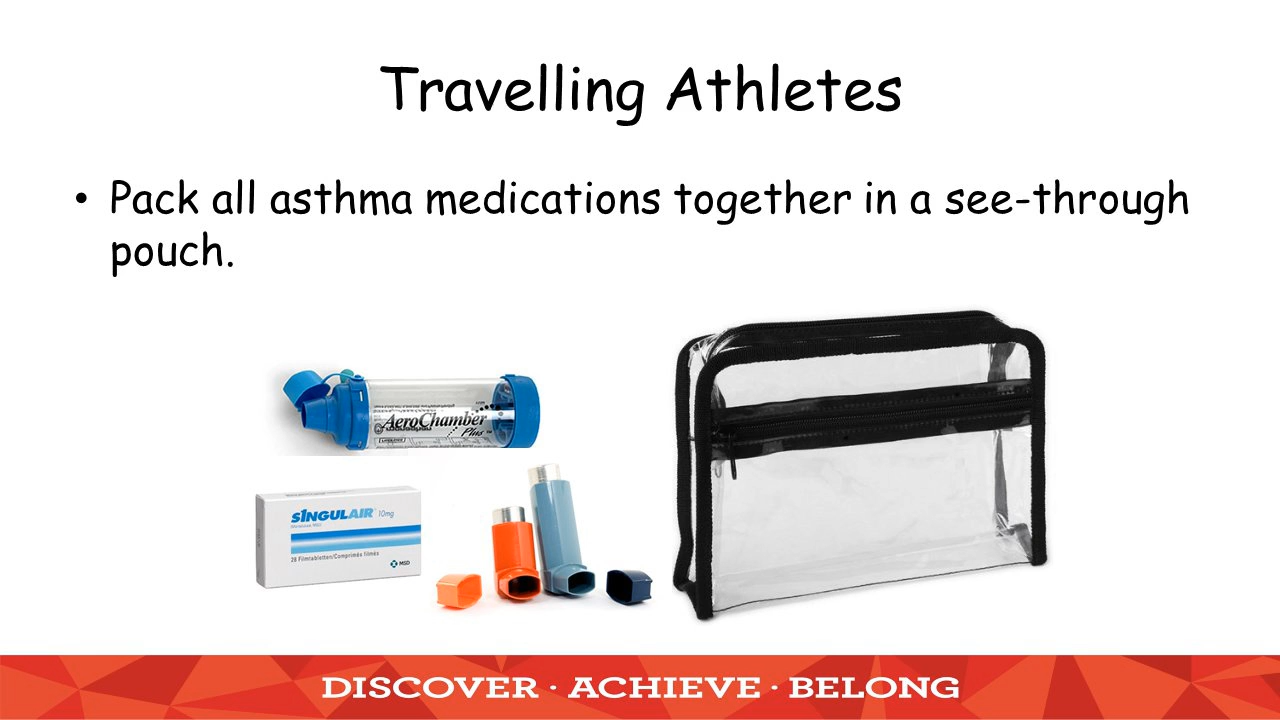 Travelling Athletes
• Pack all asthma medications together in a see-through
pouch.
AeroChamber
Plus™
SINGULAIR 10mg
28 Filmtabletten/Comprimés filmés
MSD
DISCOVER · ACHIEVE · BELONG